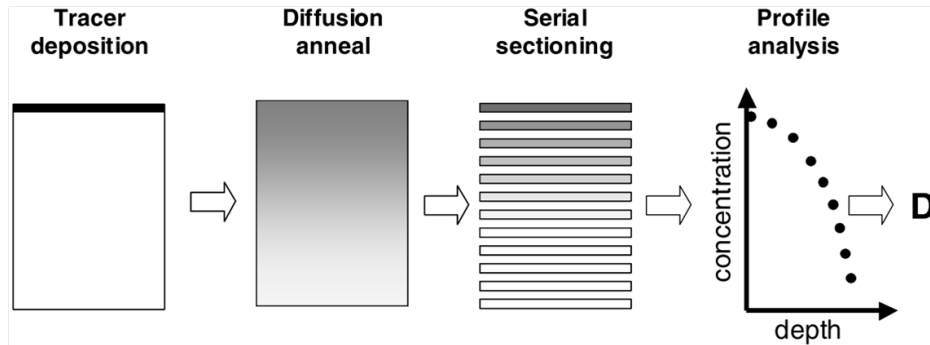 Tracer
deposition
Diffusion
anneal
Serial
sectioning
Profile
analysis
concentration
depth
D